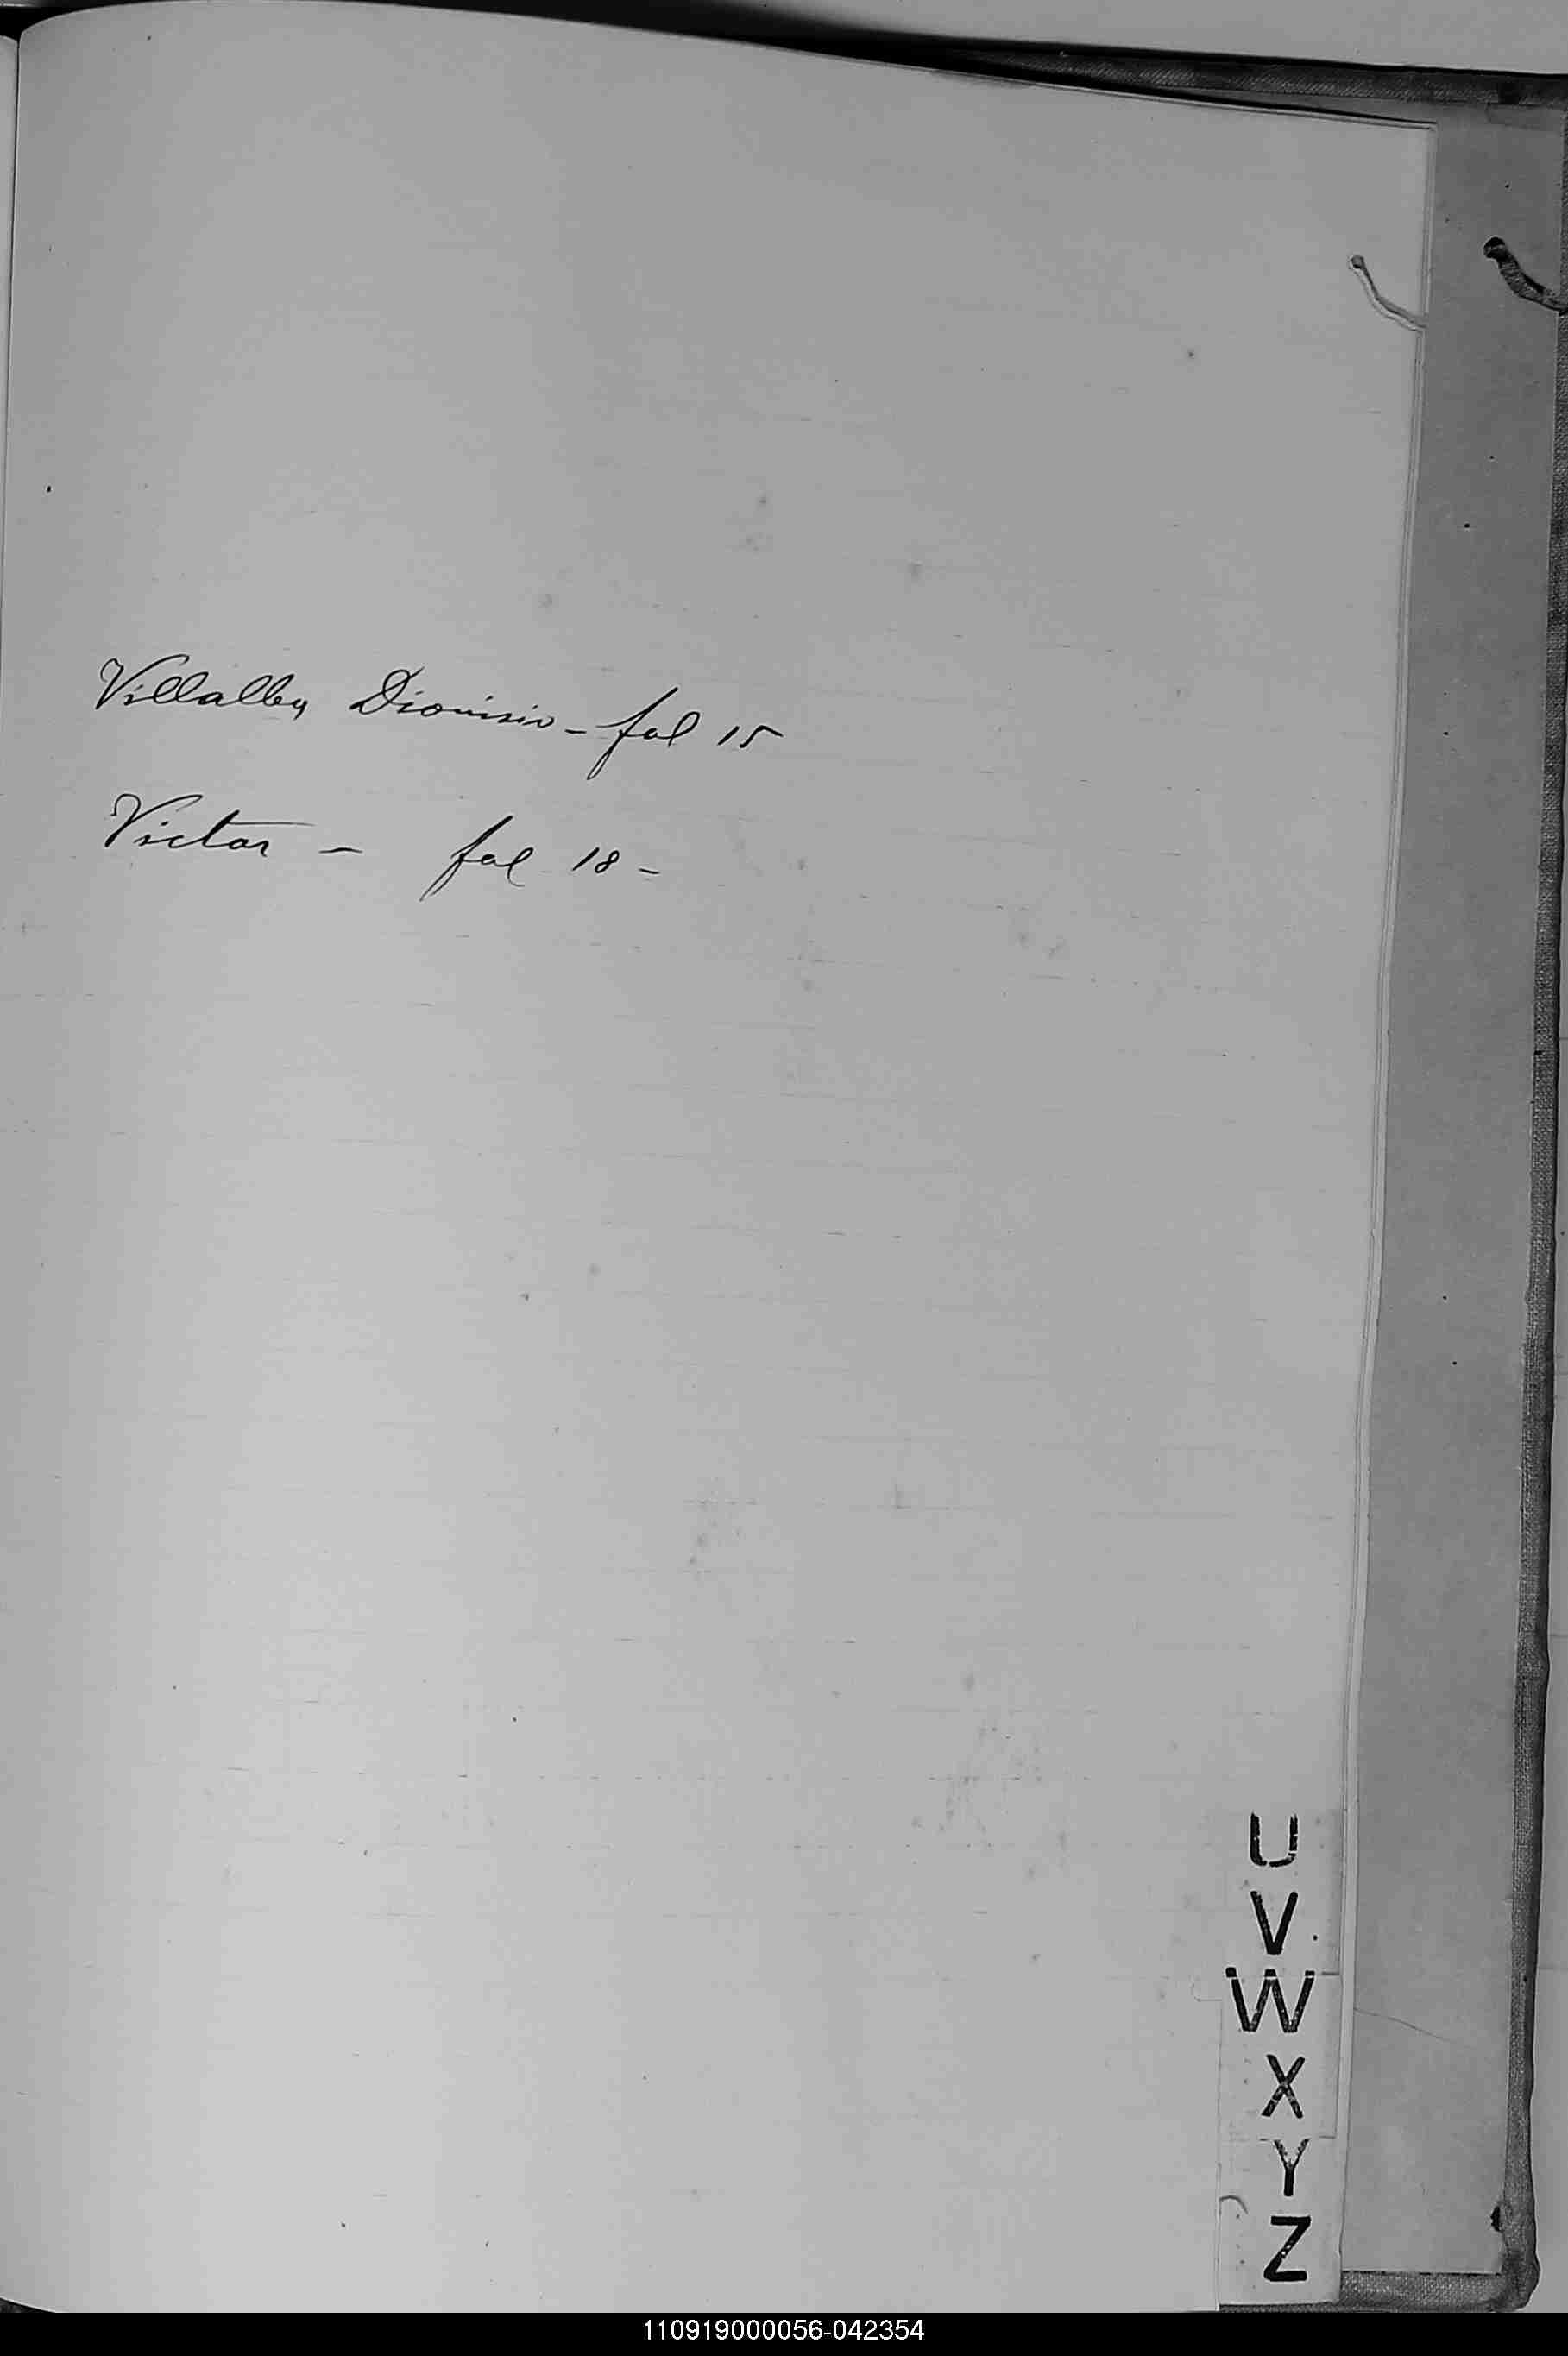 Villalba Dionisio - fol 15
Victor - fol 18 -
U
V
W
X
Y
Z
110919000056-042354